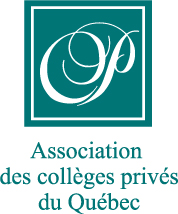 P
Association
des collèges privés
du Québec